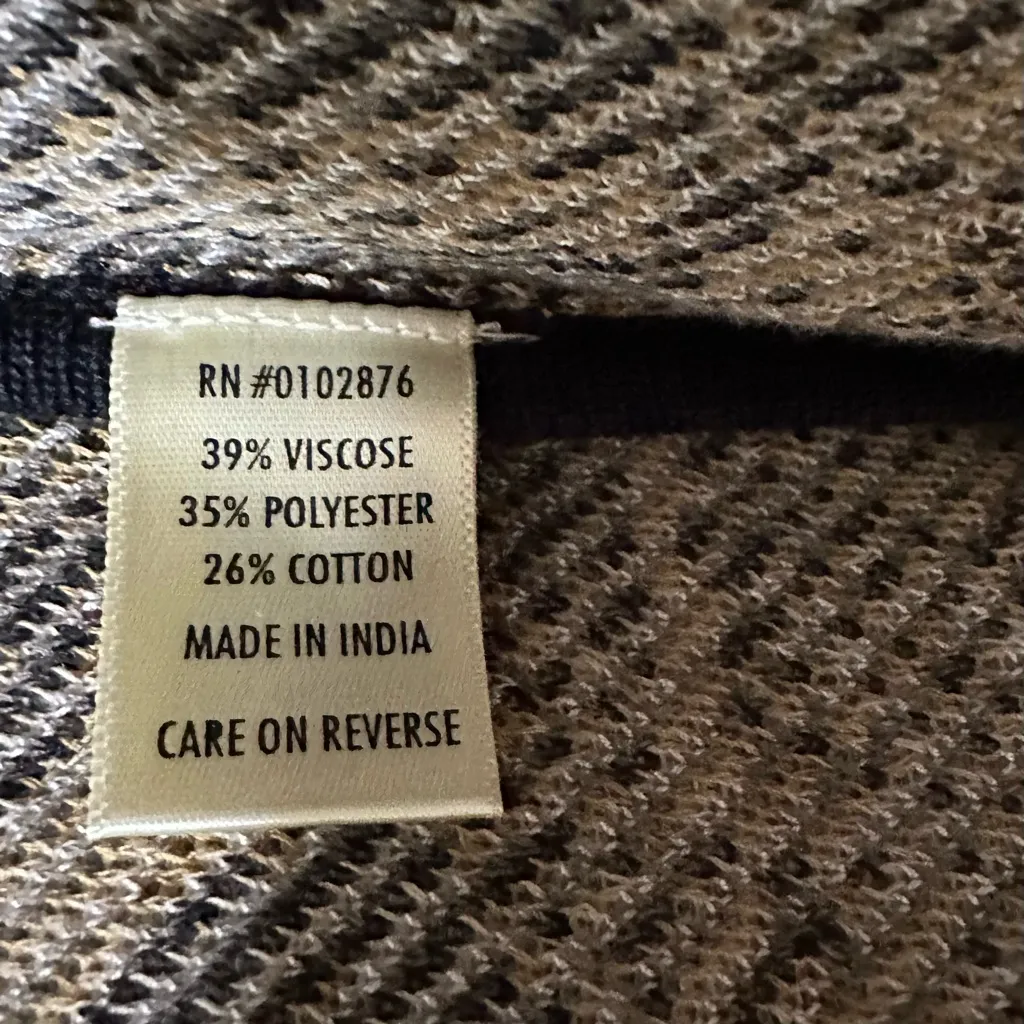 RN #0102876
39% VISCOSE
35% POLYESTER
26% COTTON
MADE IN INDIA
CARE ON REVERSE